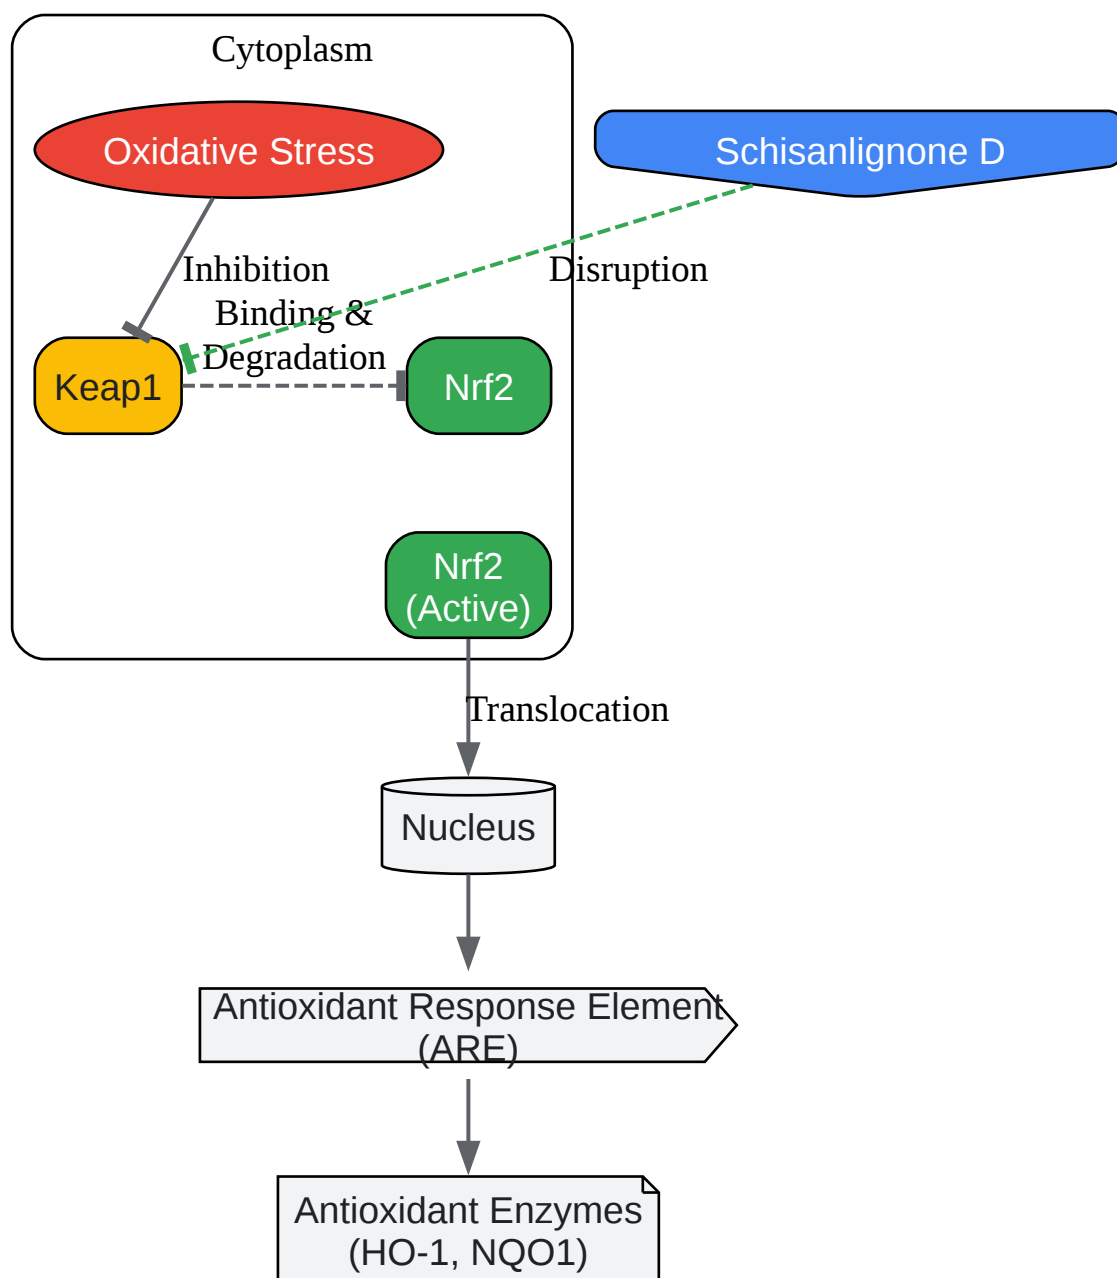 Cytoplasm
Oxidative Stress
Schisanlignone D
Inhibition
Disruption
Binding &
Degradation
Keap1
Nrf2
Nrf2
(Active)
Translocation
Nucleus
Antioxidant Response Element
(ARE)
Antioxidant Enzymes
(HO-1, NQO1)